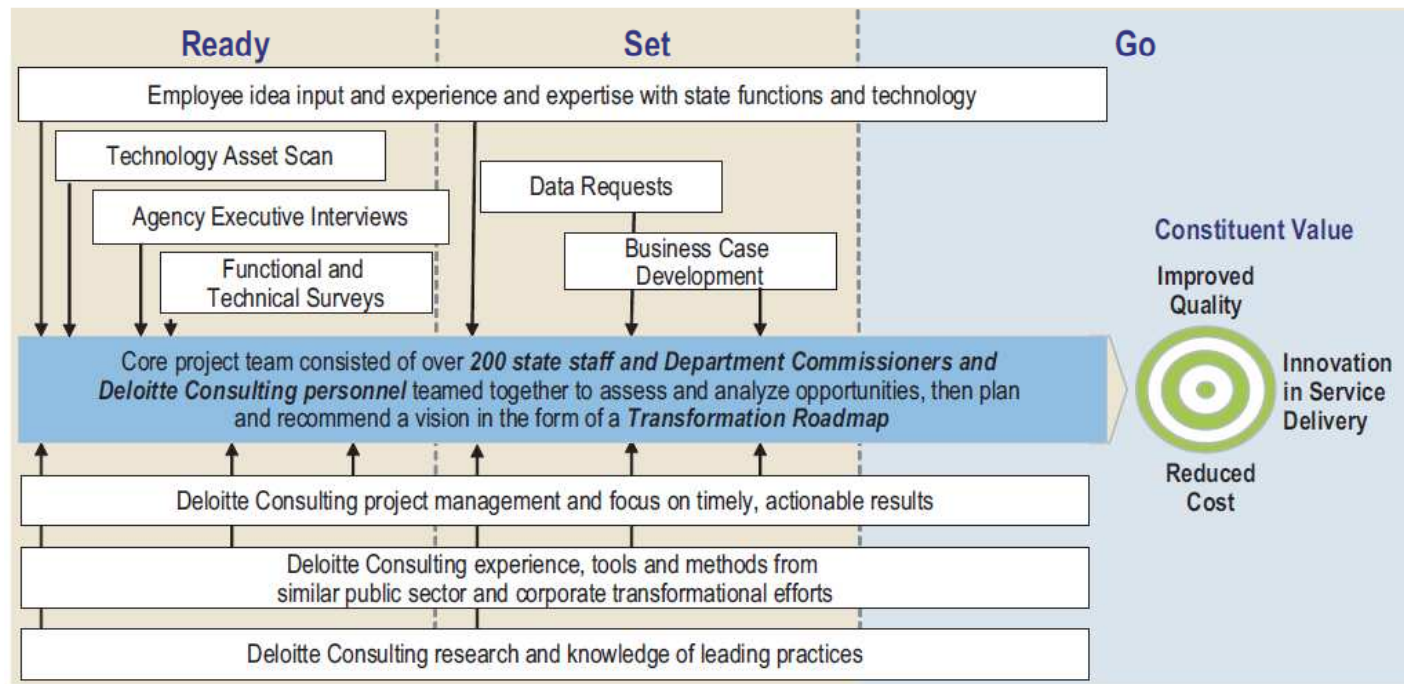 Ready
Set
Go
Employee idea input and experience and expertise with state functions and technology
Technology Asset Scan
Data Requests
Agency Executive Interviews
Business Case
Development
Functional and
Technical Surveys
Constituent Value
Improved
Quality
Core project team consisted of over 200 state staff and Department Commissioners and
Deloitte Consulting personnel teamed together to assess and analyze opportunities, then plan
and recommend a vision in the form of a Transformation Roadmap
Innovation
in Service
Delivery
Reduced
Cost
Deloitte Consulting project management and focus on timely, actionable results
Deloitte Consulting experience, tools and methods from
similar public sector and corporate transformational efforts
Deloitte Consulting research and knowledge of leading practices